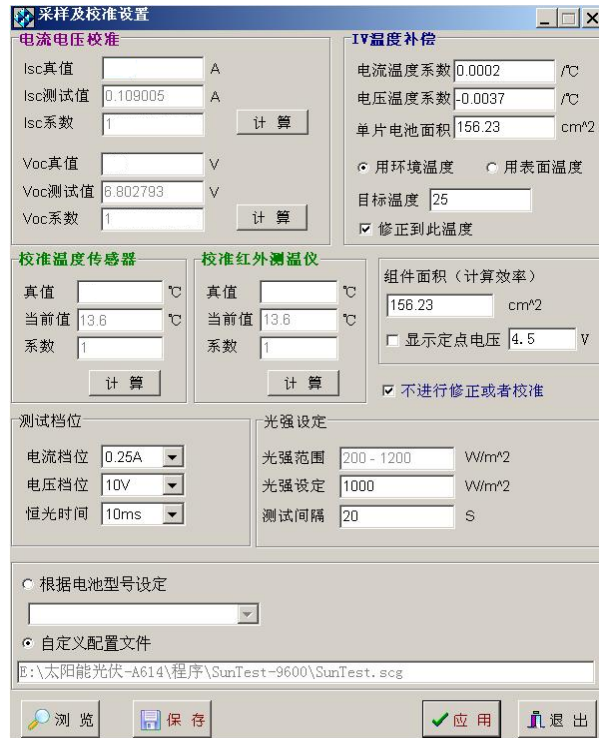 采样及校准设置
电流电压校准
Isc真值 A
Isc测试值 0.109005 A
Isc系数 1 计 算
Voc真值 V
Voc测试值 6.802793 V
Voc系数 1 计 算
IV温度补偿
电流温度系数 0.0002 /℃
电压温度系数 -0.0037 /℃
单片电池面积 156.23 cm^2
用环境温度 用表面温度
目标温度 25
修正到此温度
校准温度传感器
真值 ℃
当前值 13.6 ℃
系数 1
计 算
校准红外测温仪
真值 ℃
当前值 13.6 ℃
系数 1
计 算
组件面积（计算效率）
156.23 cm^2
显示定点电压 4.5 V
不进行修正或者校准
测试档位
电流档位 0.25A
电压档位 10V
恒光时间 10ms
光强设定
光强范围 200 - 1200 W/m^2
光强设定 1000 W/m^2
测试间隔 20 S
根据电池型号设定
自定义配置文件
E:\太阳能光伏-A614\程序\SunTest-9600\SunTest.scg
浏 览 保 存 应 用 退 出